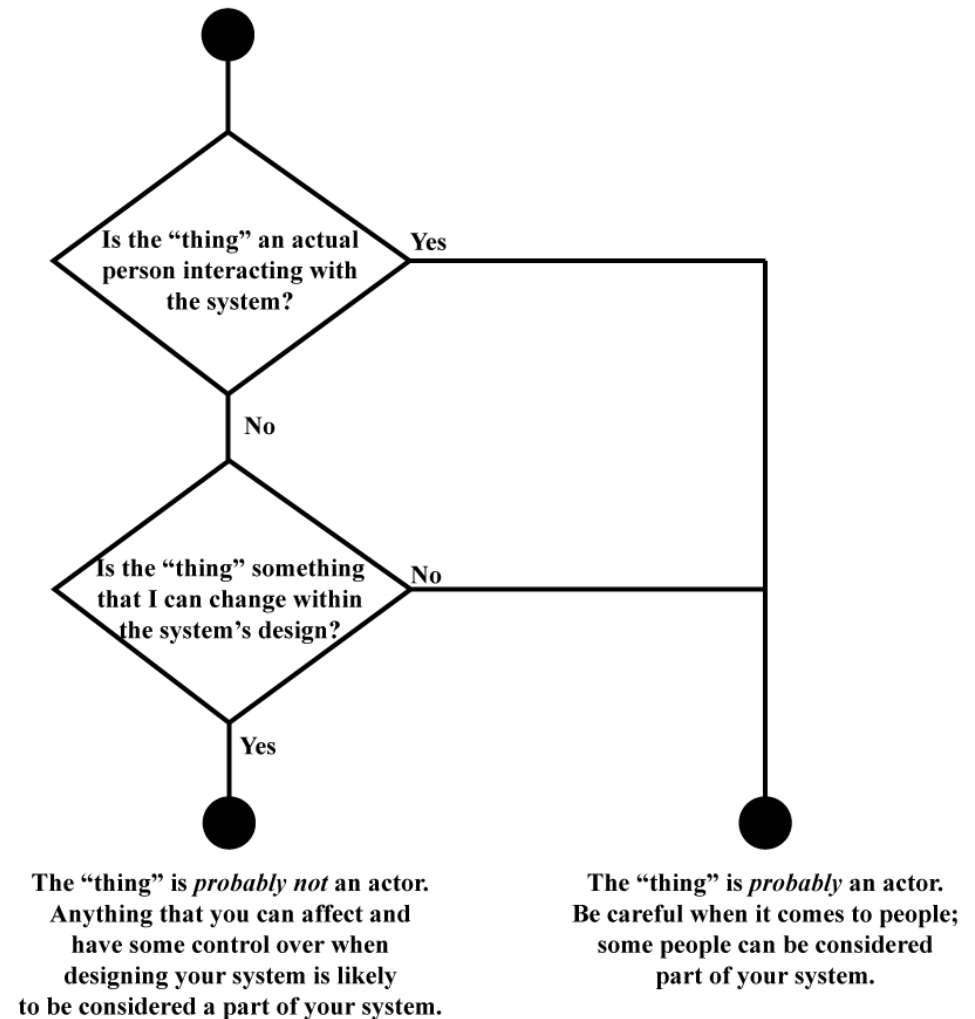 Is the “thing” an actual
person interacting with
the system?
Yes
No
Is the “thing” something
that I can change within
the system’s design?
No
Yes
The “thing” is probably not an actor.
Anything that you can affect and
have some control over when
designing your system is likely
to be considered a part of your system.
The “thing” is probably an actor.
Be careful when it comes to people;
some people can be considered
part of your system.